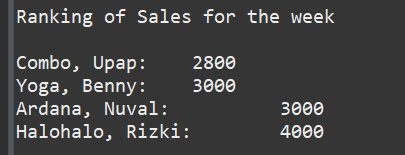 Ranking of Sales for the week
Combo, Upap: 2800
Yoga, Benny: 3000
Ardana, Nuval: 3000
Halohalo, Rizki: 4000